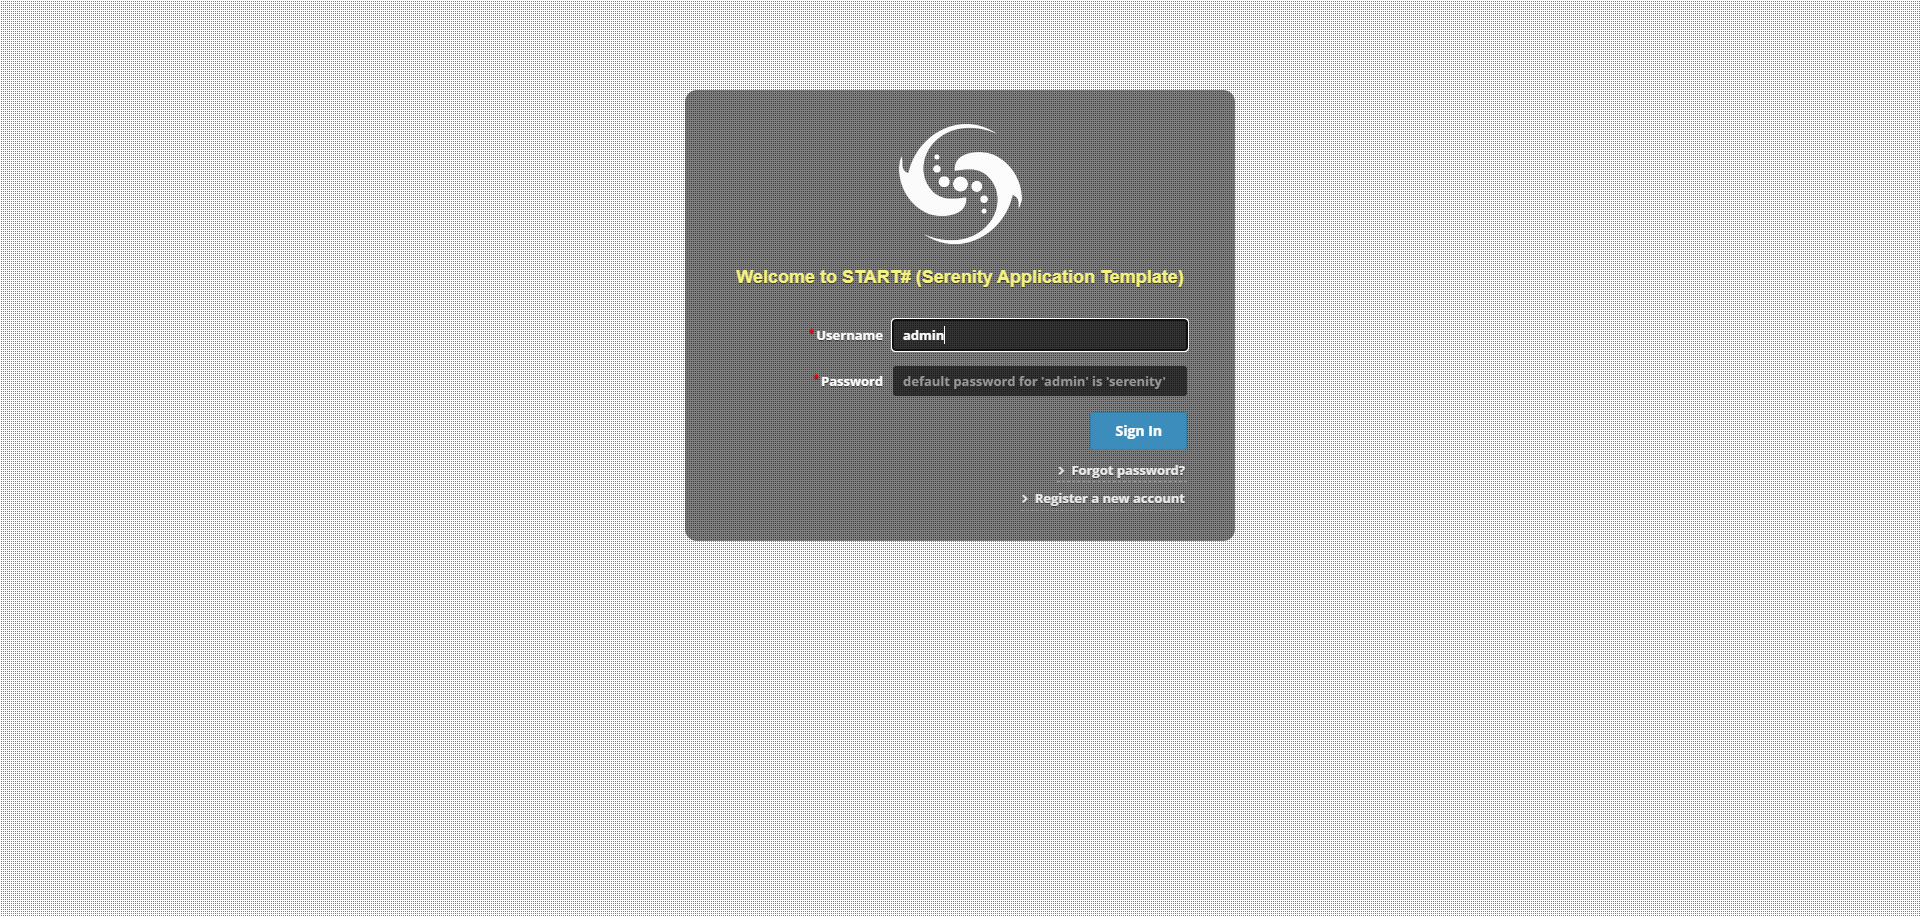 Welcome to START# (Serenity Application Template)
*Username admin
*Password default password for 'admin' is 'serenity'
Sign In
Forgot password?
Register a new account